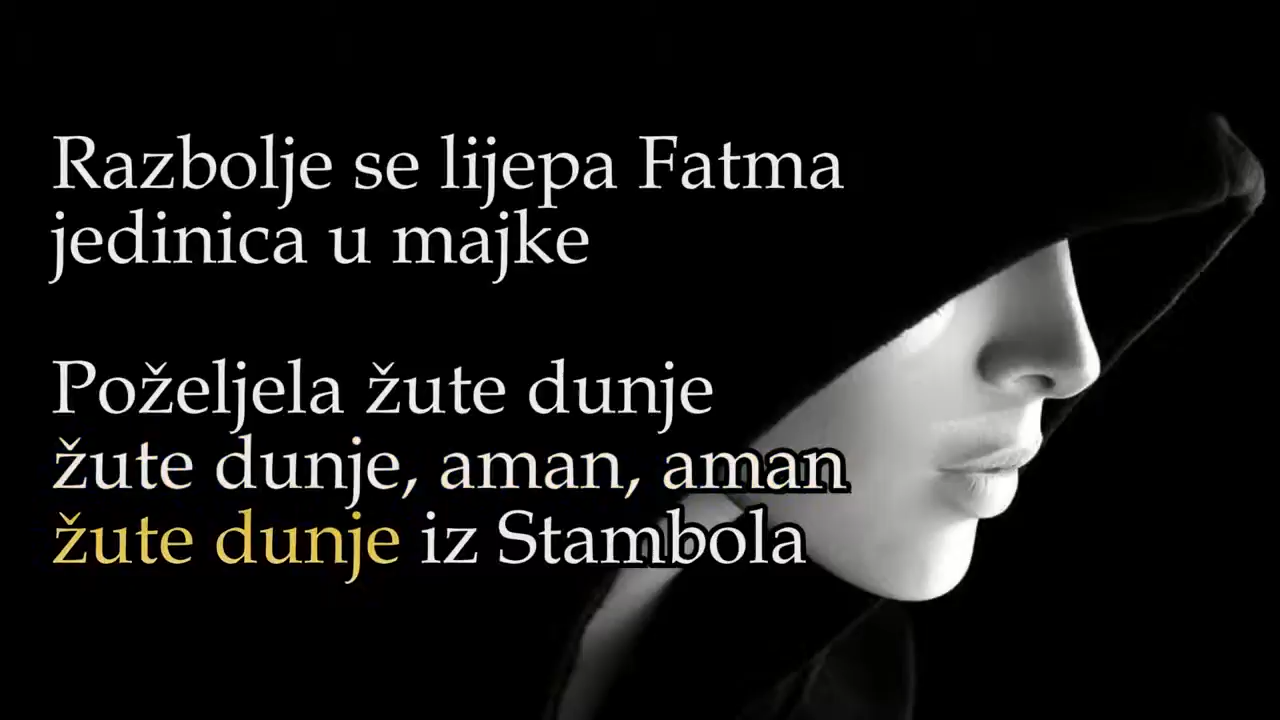 Razbolje se lijepa Fatma
jedinica u majke
Poželjela žute dunje
žute dunje, aman, aman
žute dunje iz Stambola